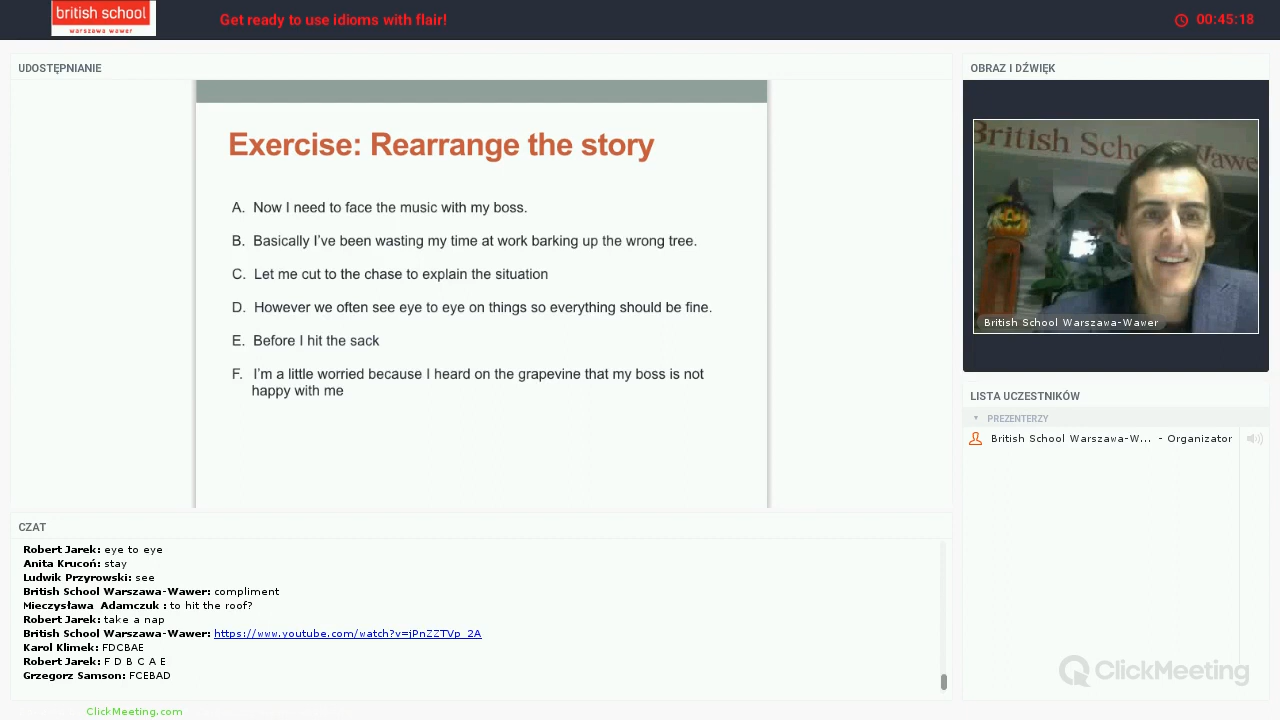 british school
warszawa wawer
Get ready to use idioms with flair!
00:45:18
UDOSTĘPNIANIE
Exercise: Rearrange the story
A. Now I need to face the music with my boss.
B. Basically I've been wasting my time at work barking up the wrong tree.
C. Let me cut to the chase to explain the situation
D. However we often see eye to eye on things so everything should be fine.
E. Before I hit the sack
F. I'm a little worried because I heard on the grapevine that my boss is not
happy with me
OBRAZ I DŹWIĘK
British School Wawe
British School Warszawa-Wawer
LISTA UCZESTNIKÓW
PREZENTERZY
British School Warszawa-W... - Organizator
CZAT
Robert Jarek: eye to eye
Anita Krucoń: stay
Ludwik Przyrowski: see
British School Warszawa-Wawer: compliment
Mieczysława Adamczuk : to hit the roof?
Robert Jarek: take a nap
British School Warszawa-Wawer: https://www.youtube.com/watch?v=jPnZZTVp_2A
Karol Klimek: FDCBAE
Robert Jarek: F D B C A E
Grzegorz Samson: FCEBAD
ClickMeeting
ClickMeeting.com